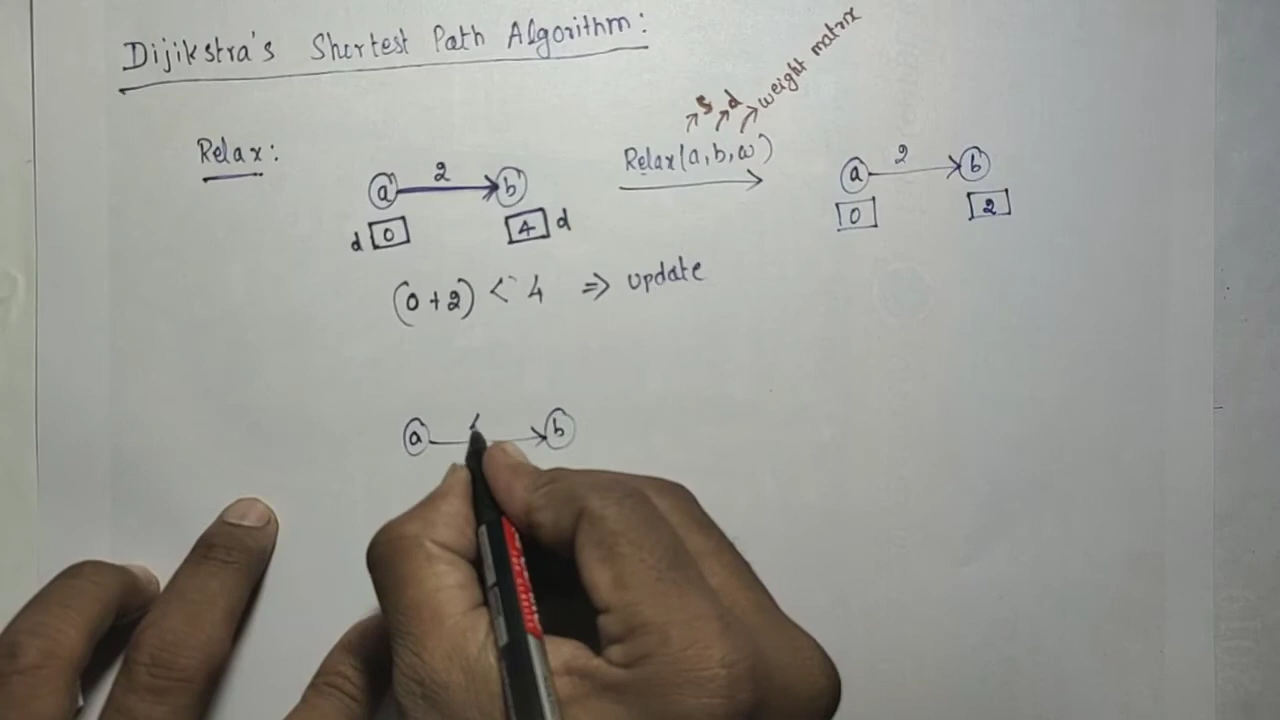 Dijikstra's Shortest Path Algorithm:
s d weight matrix
Relax:
a 2 b
Relax(a, b, w)
a 2 b
d 0 4 d
0 2
(0+2) < 4 ⇒ update
a b